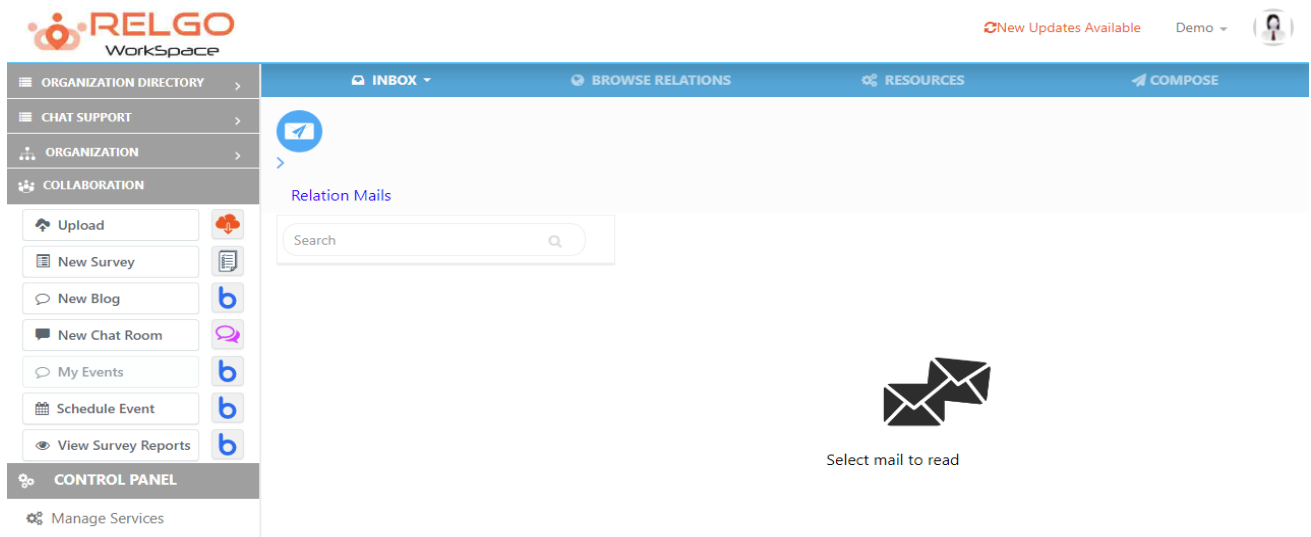 RELGO
WorkSpace
New Updates Available
Demo
ORGANIZATION DIRECTORY
CHAT SUPPORT
ORGANIZATION
COLLABORATION
Upload
New Survey
New Blog
New Chat Room
My Events
Schedule Event
View Survey Reports
CONTROL PANEL
Manage Services
INBOX
BROWSE RELATIONS
RESOURCES
COMPOSE
Relation Mails
Search
Select mail to read